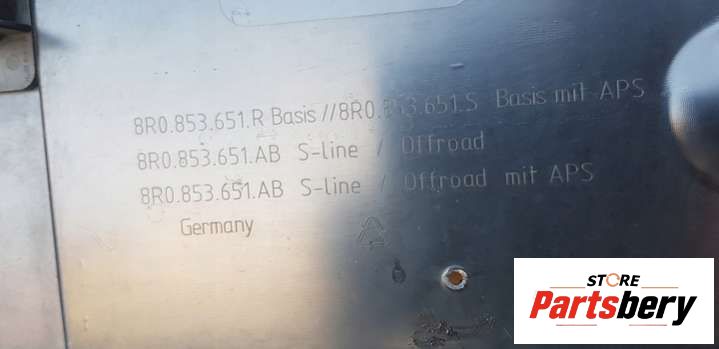 8R0.853.651.R Basis //8R0.853.651.S Basis mit APS
8R0.853.651.AB S-line / Offroad
8R0.853.651.AB S-line / Offroad mit APS
Germany
STORE
Partsbery